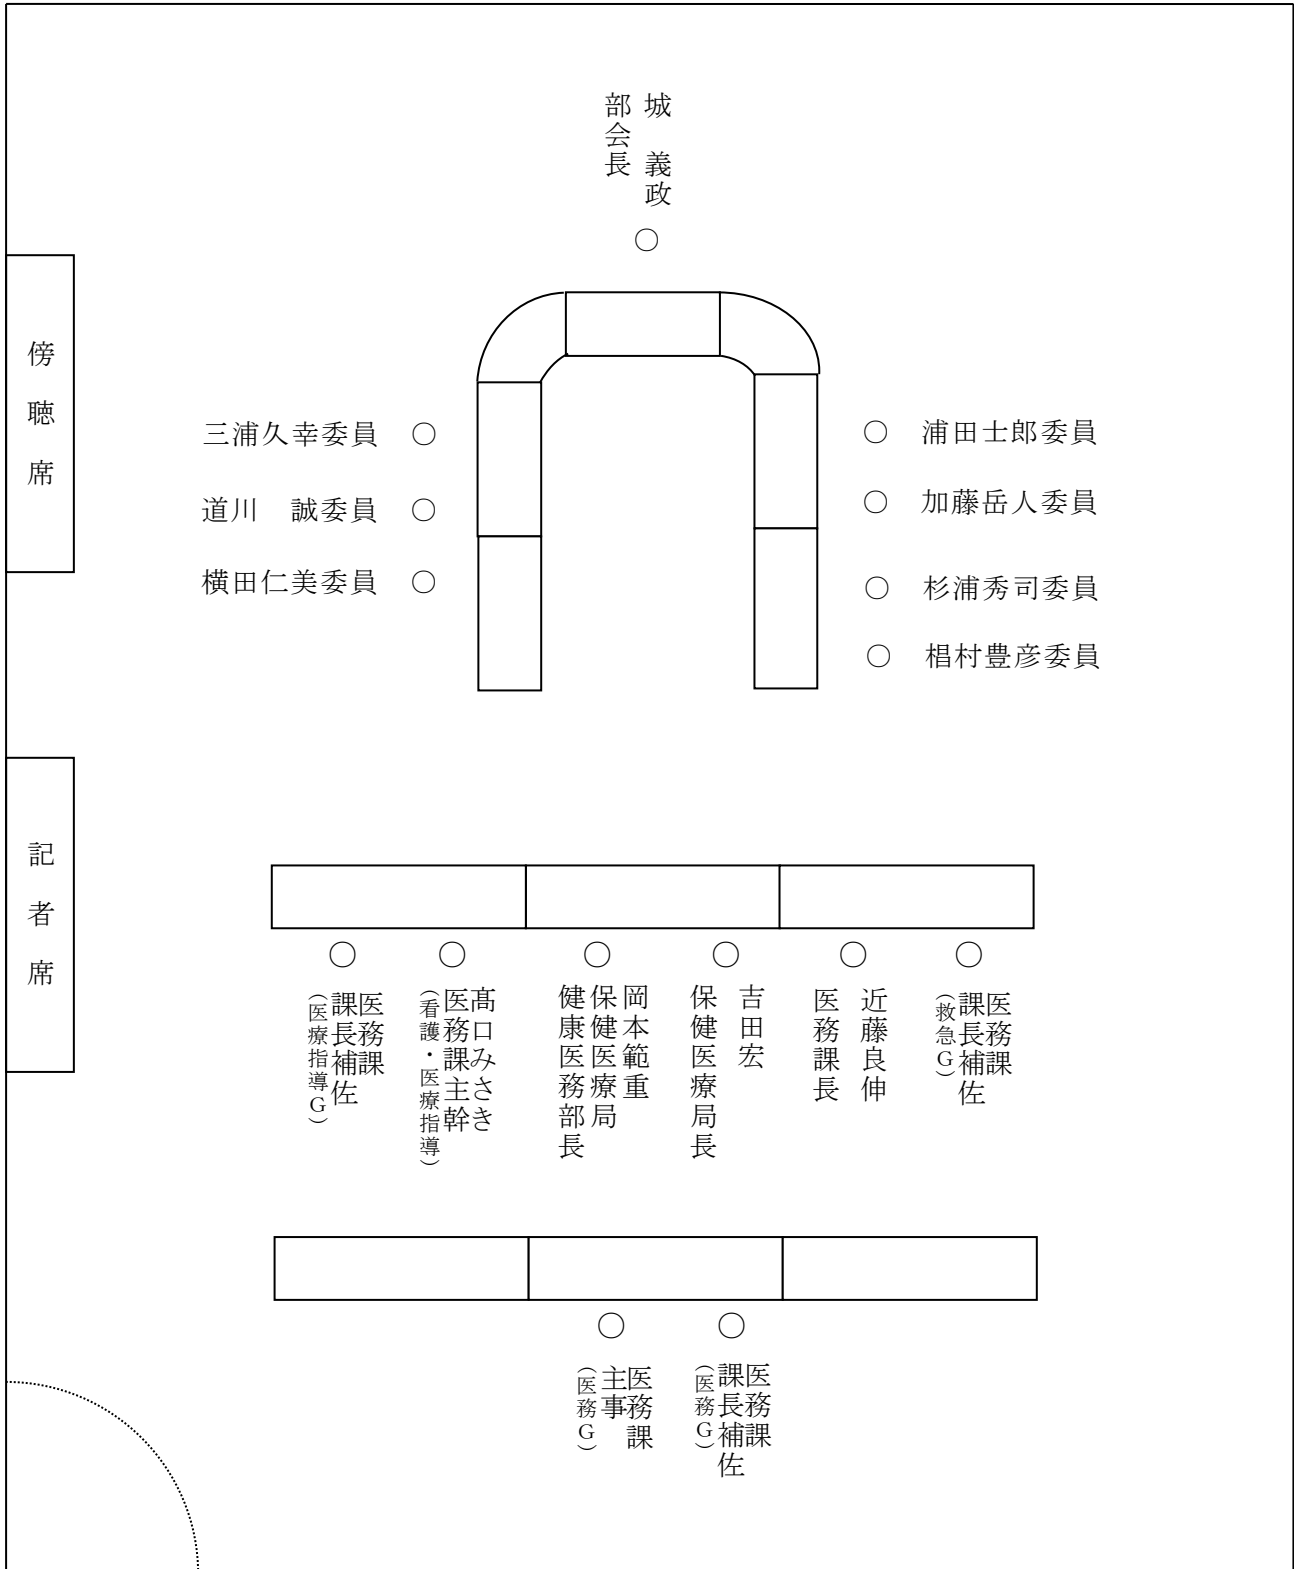 城　義政
部会長
○
傍聴席
三浦久幸委員　○
道川　誠委員　○
横田仁美委員　○
○　浦田士郎委員
○　加藤岳人委員
○　杉浦秀司委員
○　椙村豊彦委員
記者席
○　○　○　○　○　○
医務課
課長補佐
（救急G）
近藤良伸
医務課長
吉田宏
保健医療局長
岡本範重
保健医療局
健康医務部長
髙口みさき
医務課主幹
（看護・医療指導）
医務課
課長補佐
（医療指導G）
○　○
医務課
課長補佐
（医務G）
医務課
主事
（医務G）